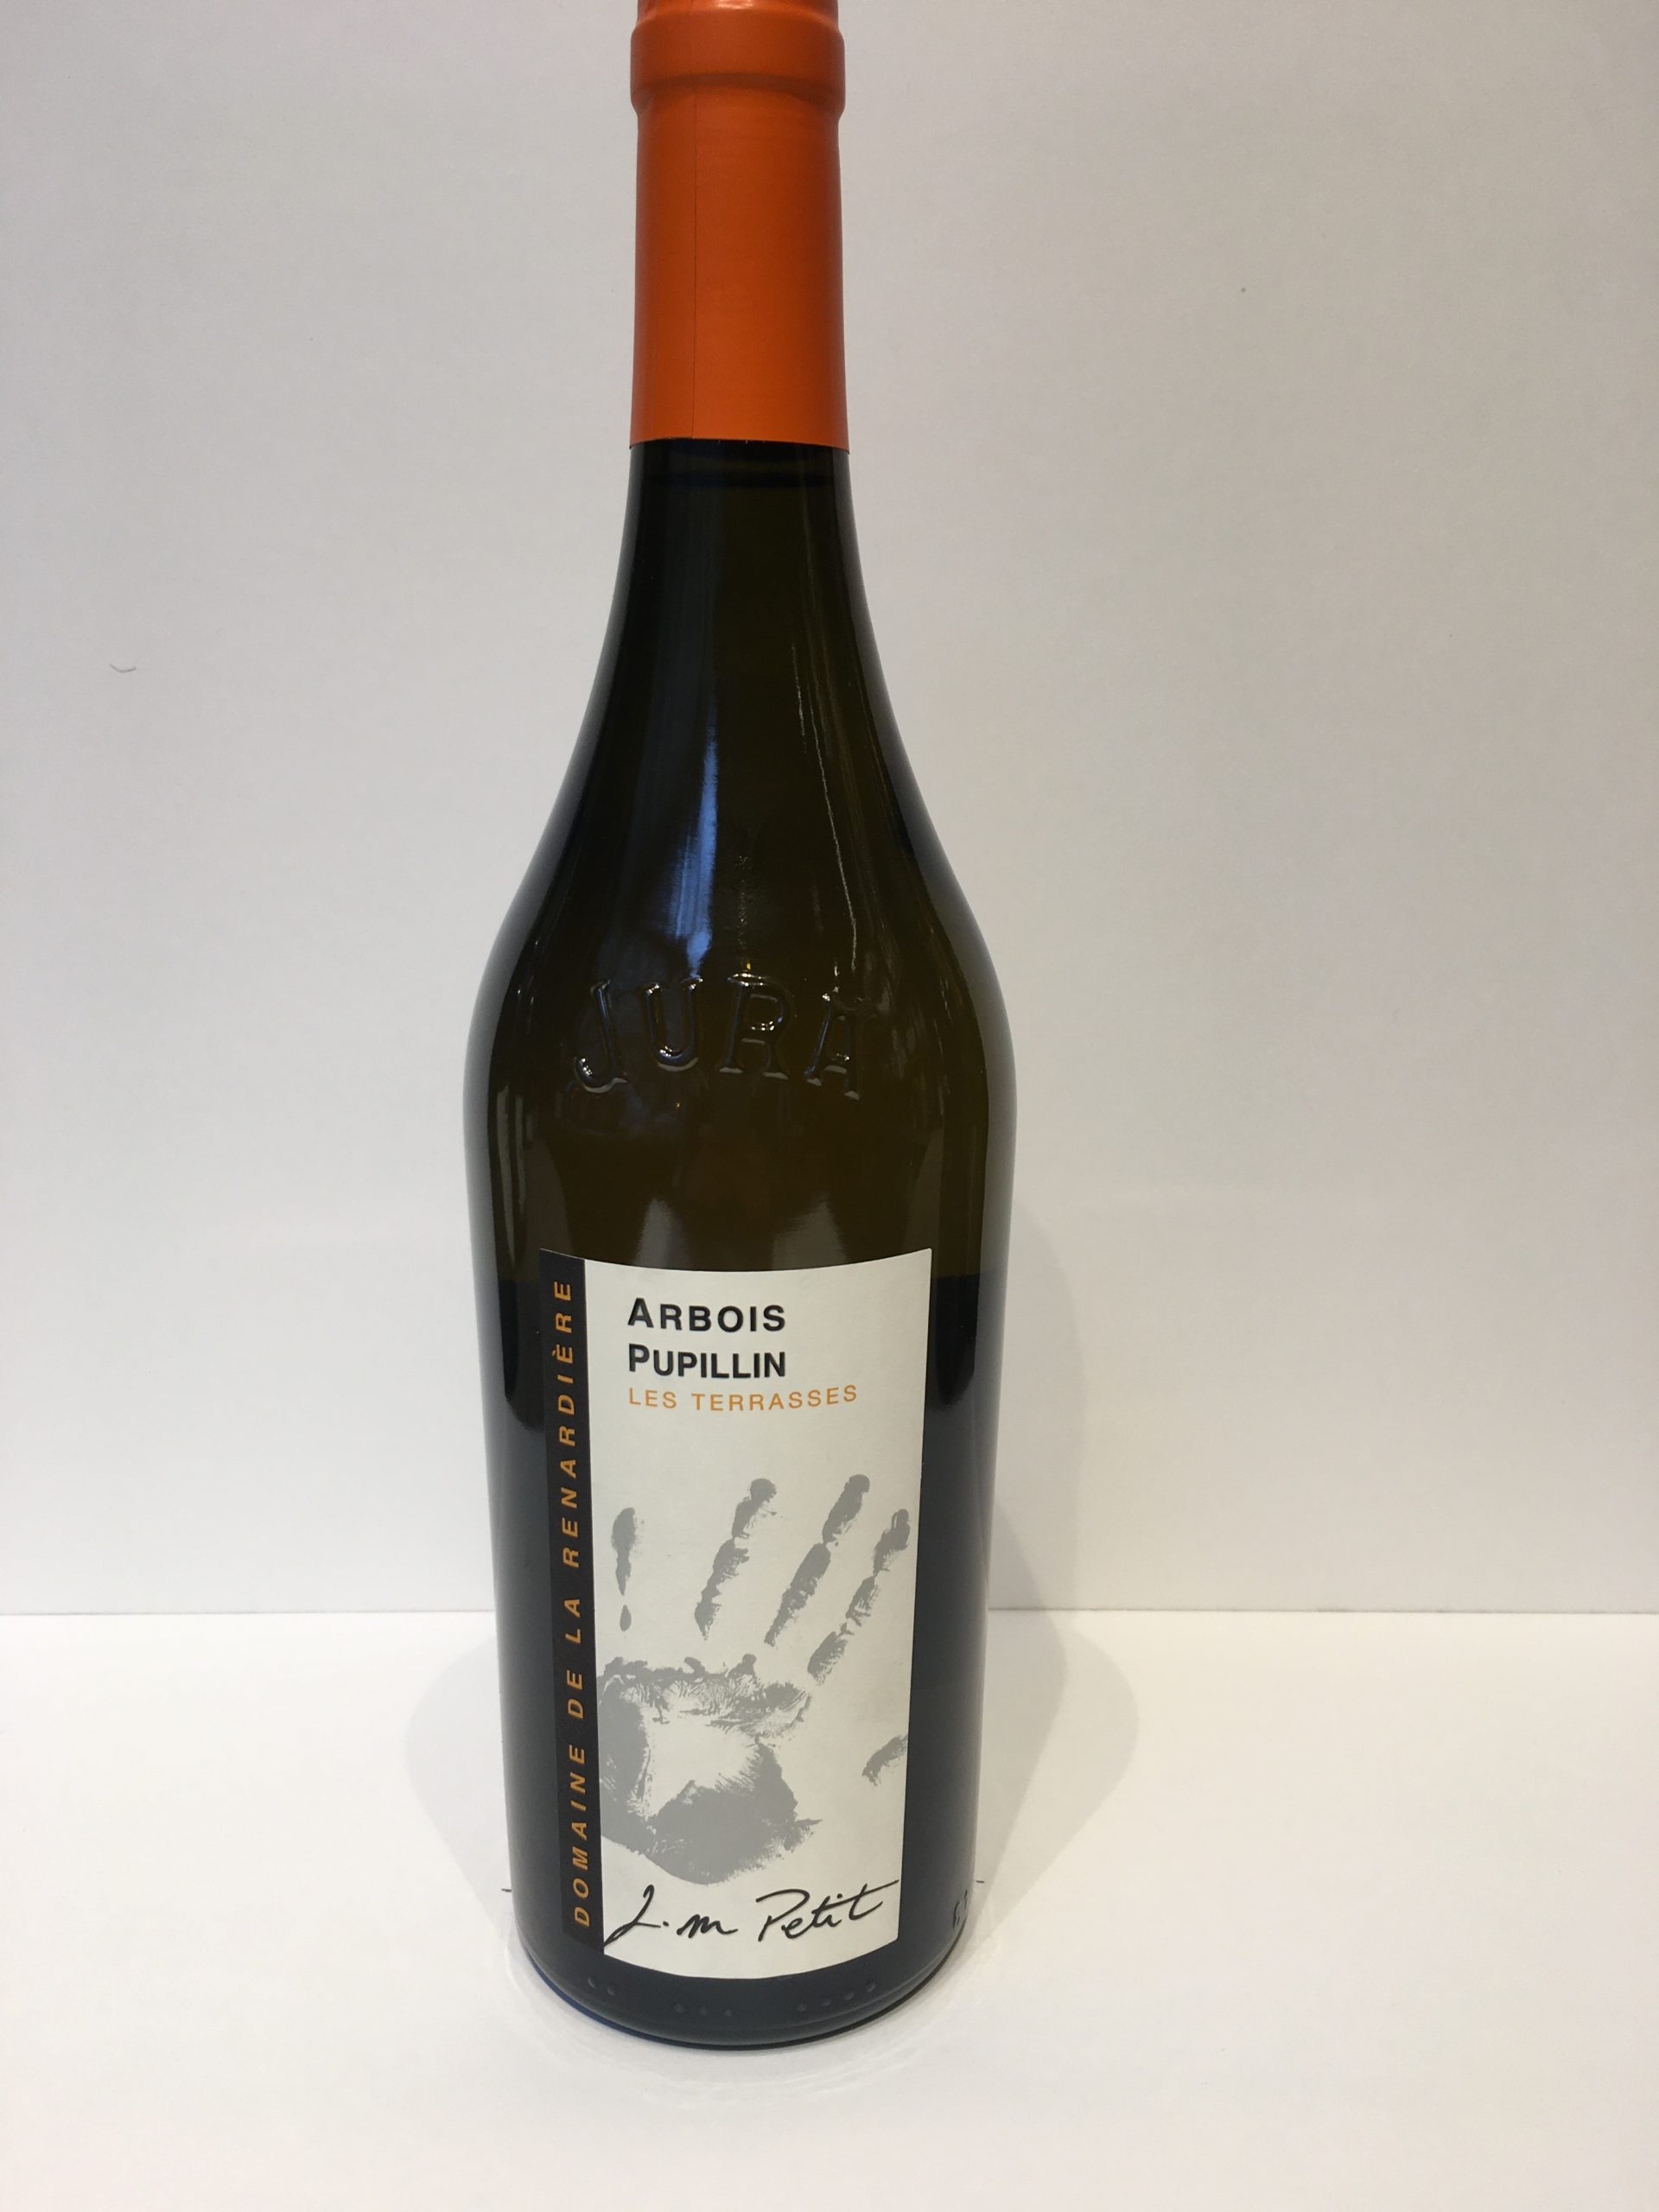 JURA
ARBOIS
PUPILLIN
LES TERRASSES
DOMAINE DE LA RENARDIÈRE
J.m Petit